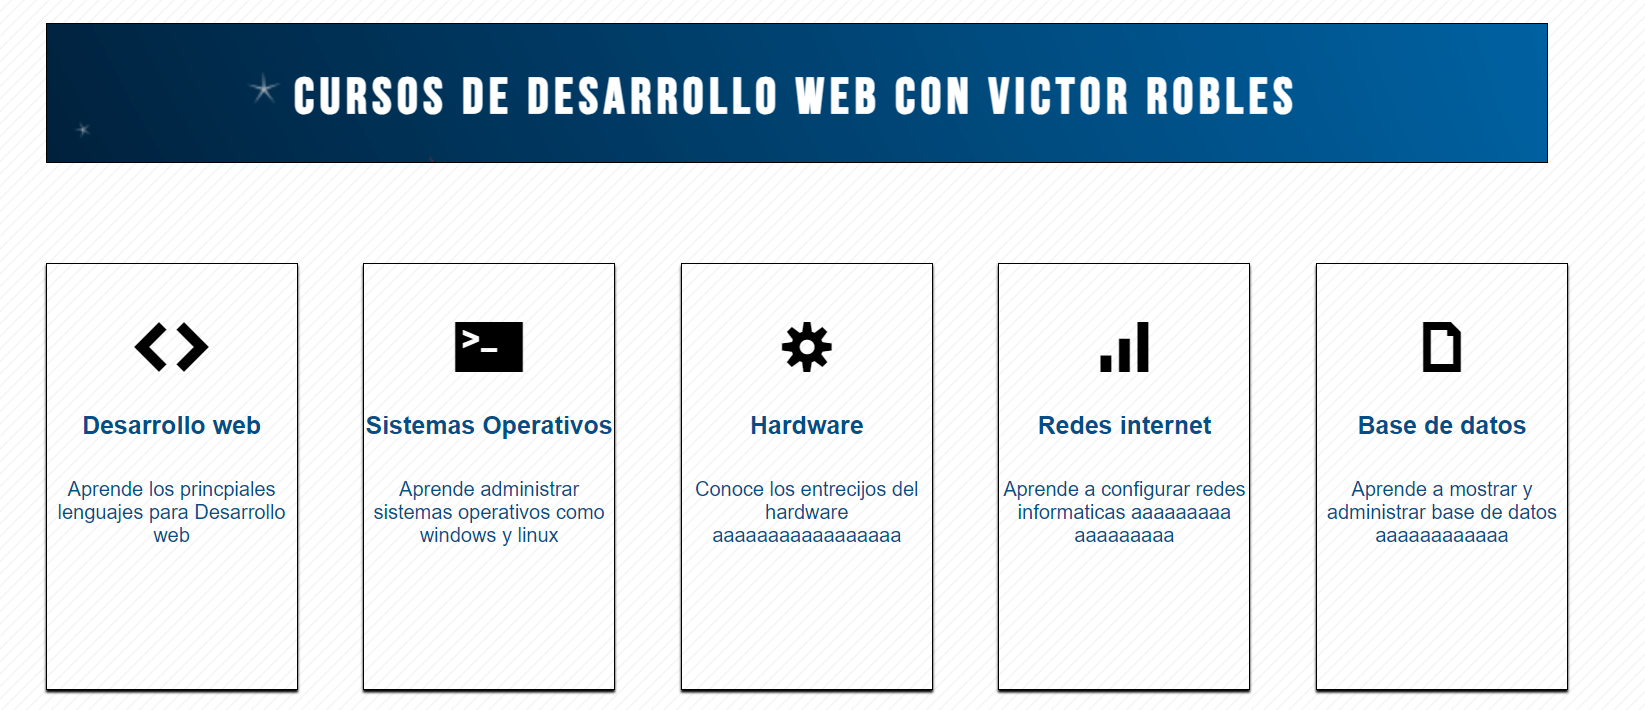 CURSOS DE DESARROLLO WEB CON VICTOR ROBLES
>_
Desarrollo web
Aprende los princpiales
lenguajes para Desarrollo
web
Sistemas Operativos
Aprende administrar
sistemas operativos como
windows y linux
Hardware
Conoce los entrecijos del
hardware
aaaaaaaaaaaaaaaaa
Redes internet
Aprende a configurar redes
informaticas aaaaaaaaa
aaaaaaaaa
Base de datos
Aprende a mostrar y
administrar base de datos
aaaaaaaaaaaa